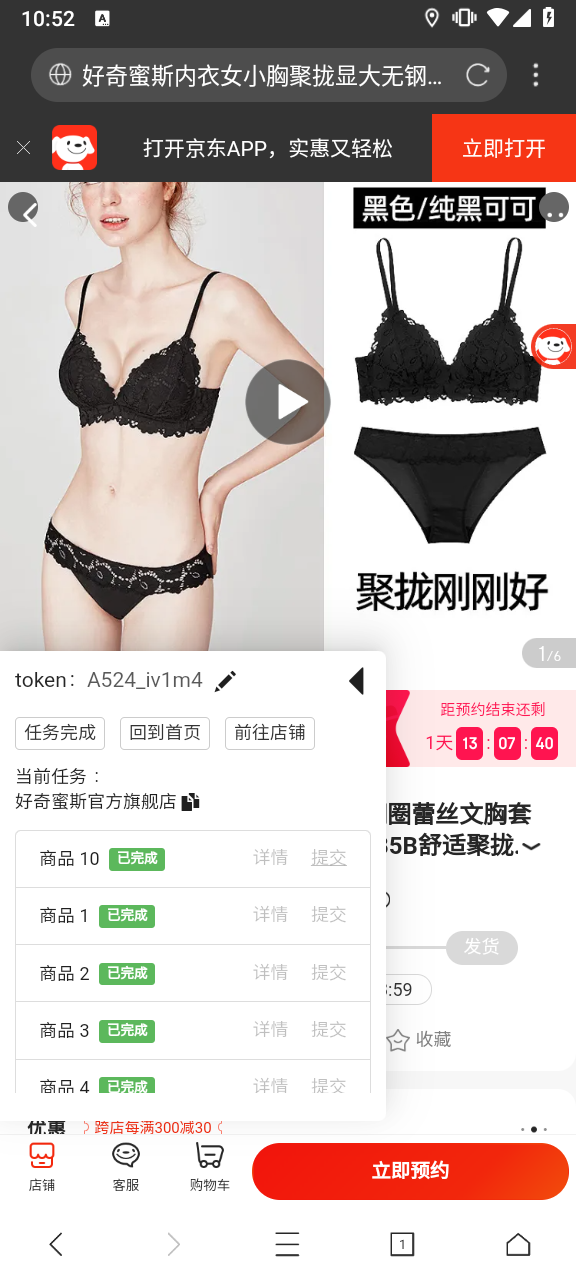 10:52
A
好奇蜜斯内衣女小胸聚拢显大无钢...
打开京东APP，实惠又轻松
立即打开
黑色/纯黑可可
聚拢刚刚好
1/6
token： A524_iv1m4
任务完成
回到首页
前往店铺
当前任务：
好奇蜜斯官方旗舰店
商品 10 已完成 详情 提交
商品 1 已完成 详情 提交
商品 2 已完成 详情 提交
商品 3 已完成 详情 提交
商品 4 已完成 详情 提交
距预约结束还剩
1天 13 : 07 : 40
圈蕾丝文胸套
35B舒适聚拢.
发货
:59
收藏
优惠 跨店每满300减30
店铺
客服
购物车
立即预约
1